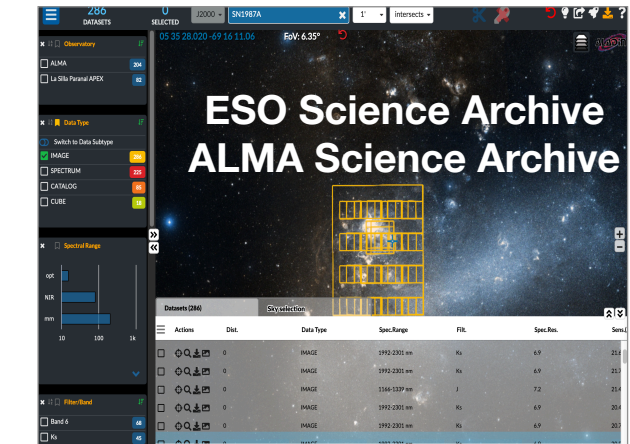 286
DATASETS
0
SELECTED
J2000
SN1987A
1'
intersects
05 35 28.020 -69 16 11.06
FoV: 6.35°
ESO Science Archive
ALMA Science Archive
Observatory
ALMA 204
La Silla Paranal APEX 82
Data Type
Switch to Data Subtype
IMAGE
SPECTRUM 225
CATALOG 85
CUBE
Spectral Range
opt
NIR
mm
10 100 1k
Filter/Band
Band 6 68
Ks 45
Datasets (286)
Sky selection
Actions Dist. Data Type Spec.Range Filt. Spec.Res.
0 IMAGE 1992-2301 nm Ks 6.9
0 IMAGE 1992-2301 nm Ks 6.9
0 IMAGE 1166-1339 nm J 7.2
0 IMAGE 1992-2301 nm Ks 6.9
0 IMAGE 1992-2301 nm Ks 6.9